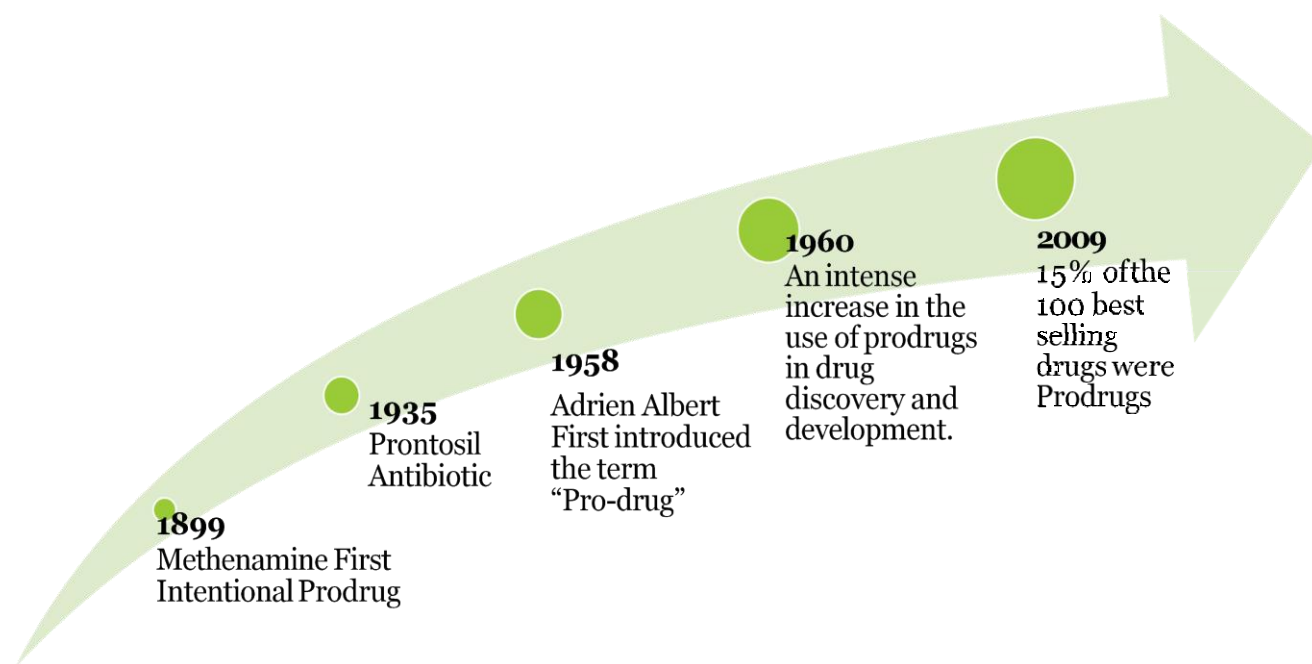 1899
Methenamine First
Intentional Prodrug
1935
Prontosil
Antibiotic
1958
Adrien Albert
First introduced
the term
“Pro-drug”
1960
An intense
increase in the
use of prodrugs
in drug
discovery and
development.
2009
15% ofthe
100 best
selling
drugs were
Prodrugs